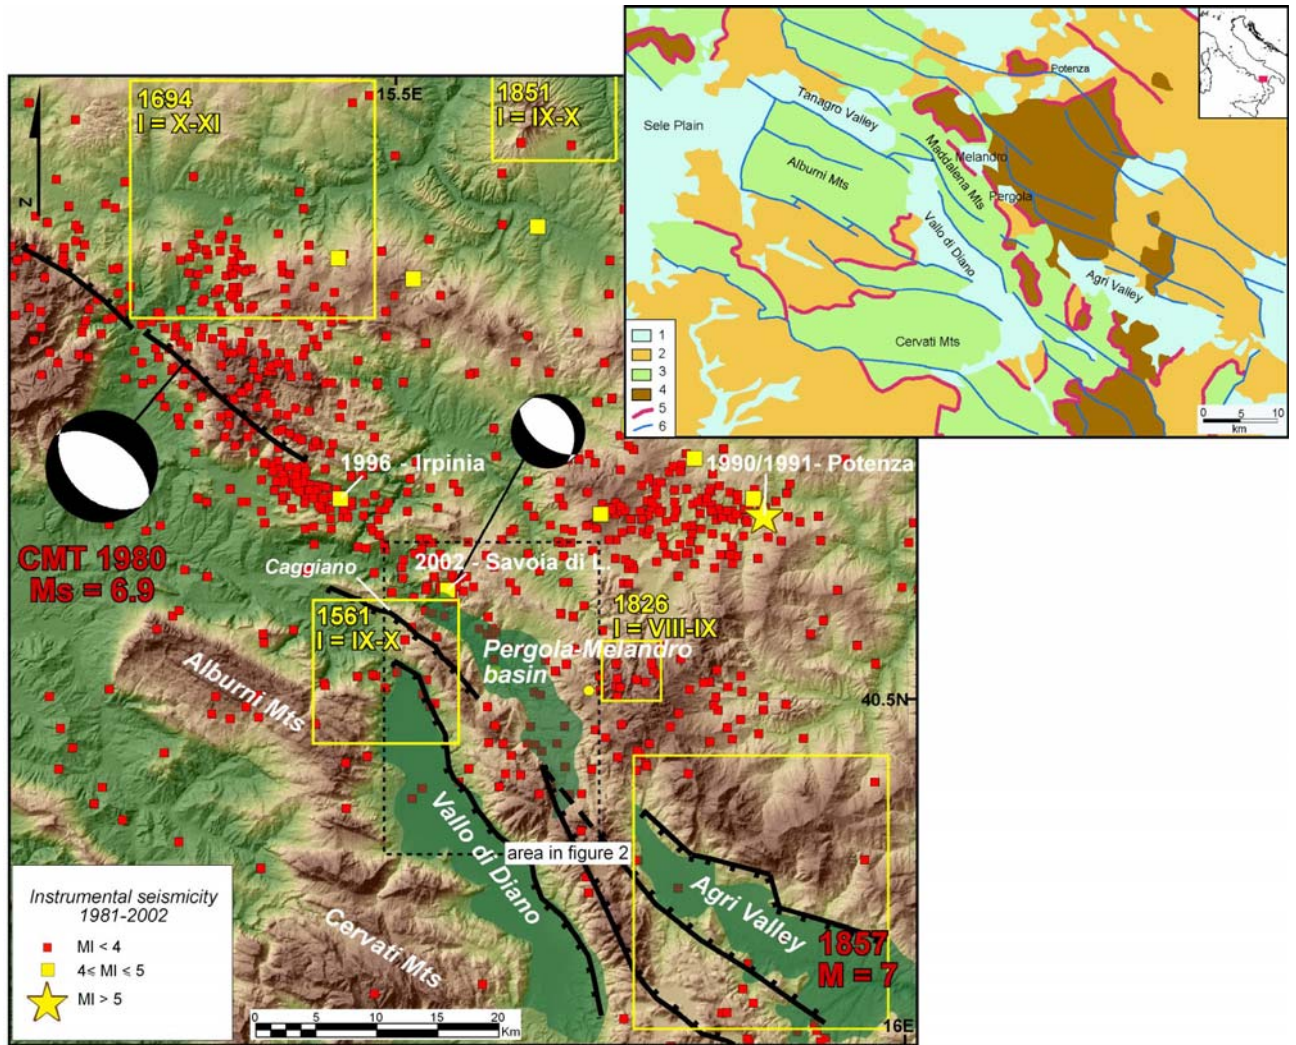 1694
I = X-XI
15.5E
1851
I = IX-X
Z
1996 - Irpinia
1990/1991- Potenza
CMT 1980
Ms = 6.9
Caggiano
2002 - Savoia di L.
1561
I = IX-X
1826
I = VIII-IX
Pergola-Melandro
basin
Alburni Mts
40.5N
Vallo di Diano
area in figure 2
Agri Valley
Cervati Mts
1857
M = 7
16E
Instrumental seismicity
1981-2002
Ml < 4
4⩽ Ml ⩽ 5
Ml > 5
0 5 10 15 20
Km
Potenza
Tanagro Valley
Sele Plain
Maddalena Mts
Melandro
Alburni Mts
Pergola
Vallo di Diano
Agri Valley
Cervati Mts
1
2
3
4
5
6
0 5 10
km